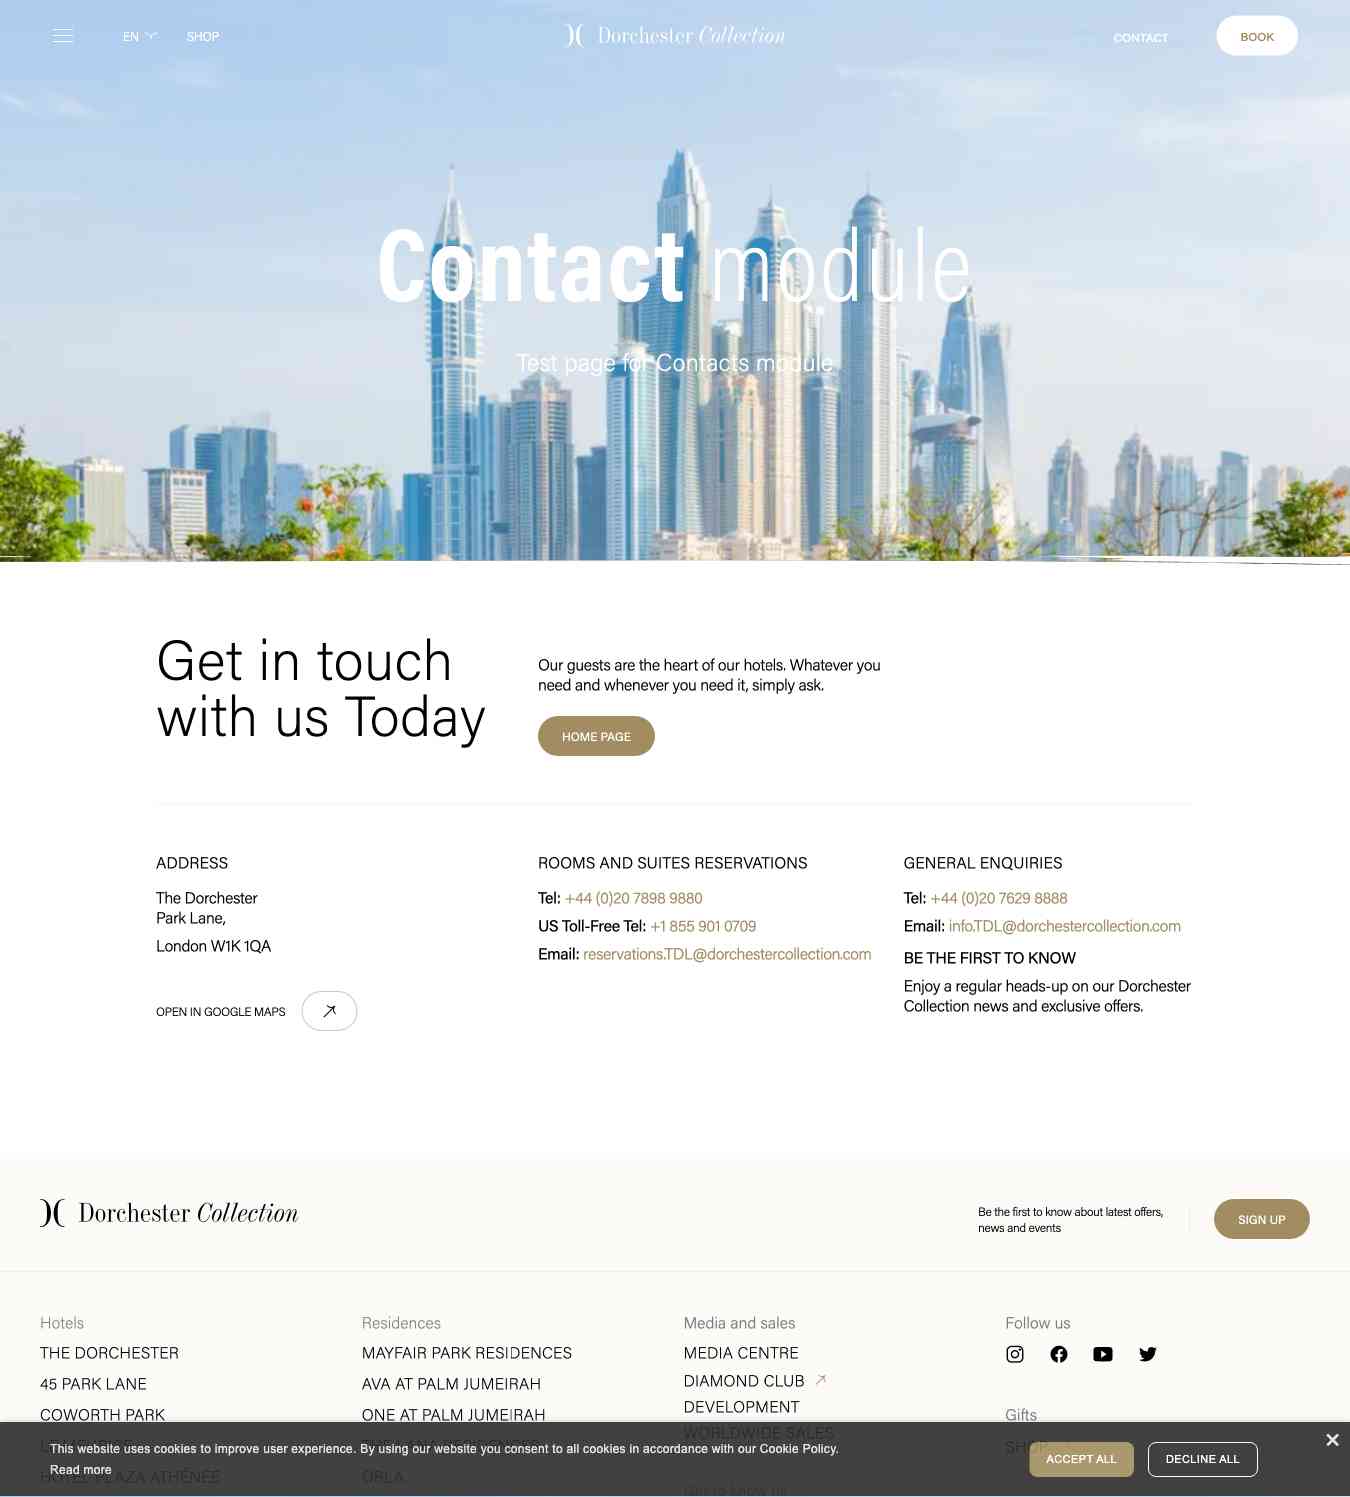 EN
SHOP
Dorchester Collection
CONTACT
BOOK
Contact module
Test page for Contacts module
Get in touch
with us Today
Our guests are the heart of our hotels. Whatever you
need and whenever you need it, simply ask.
HOME PAGE
ADDRESS
The Dorchester
Park Lane,
London W1K 1QA
OPEN IN GOOGLE MAPS
ROOMS AND SUITES RESERVATIONS
Tel: +44 (0)20 7898 9880
US Toll-Free Tel: +1 855 901 0709
Email: reservations.TDL@dorchestercollection.com
GENERAL ENQUIRIES
Tel: +44 (0)20 7629 8888
Email: info.TDL@dorchestercollection.com
BE THE FIRST TO KNOW
Enjoy a regular heads-up on our Dorchester
Collection news and exclusive offers.
Dorchester Collection
Be the first to know about latest offers,
news and events
SIGN UP
Hotels
THE DORCHESTER
45 PARK LANE
COWORTH PARK
HÔTEL PLAZA ATHÉNÉE
Residences
MAYFAIR PARK RESIDENCES
AVA AT PALM JUMEIRAH
ONE AT PALM JUMEIRAH
ORLA
Media and sales
MEDIA CENTRE
DIAMOND CLUB
DEVELOPMENT
WORLDWIDE SALES
Follow us
Gifts
SHOP
This website uses cookies to improve user experience. By using our website you consent to all cookies in accordance with our Cookie Policy.
Read more
ACCEPT ALL
DECLINE ALL